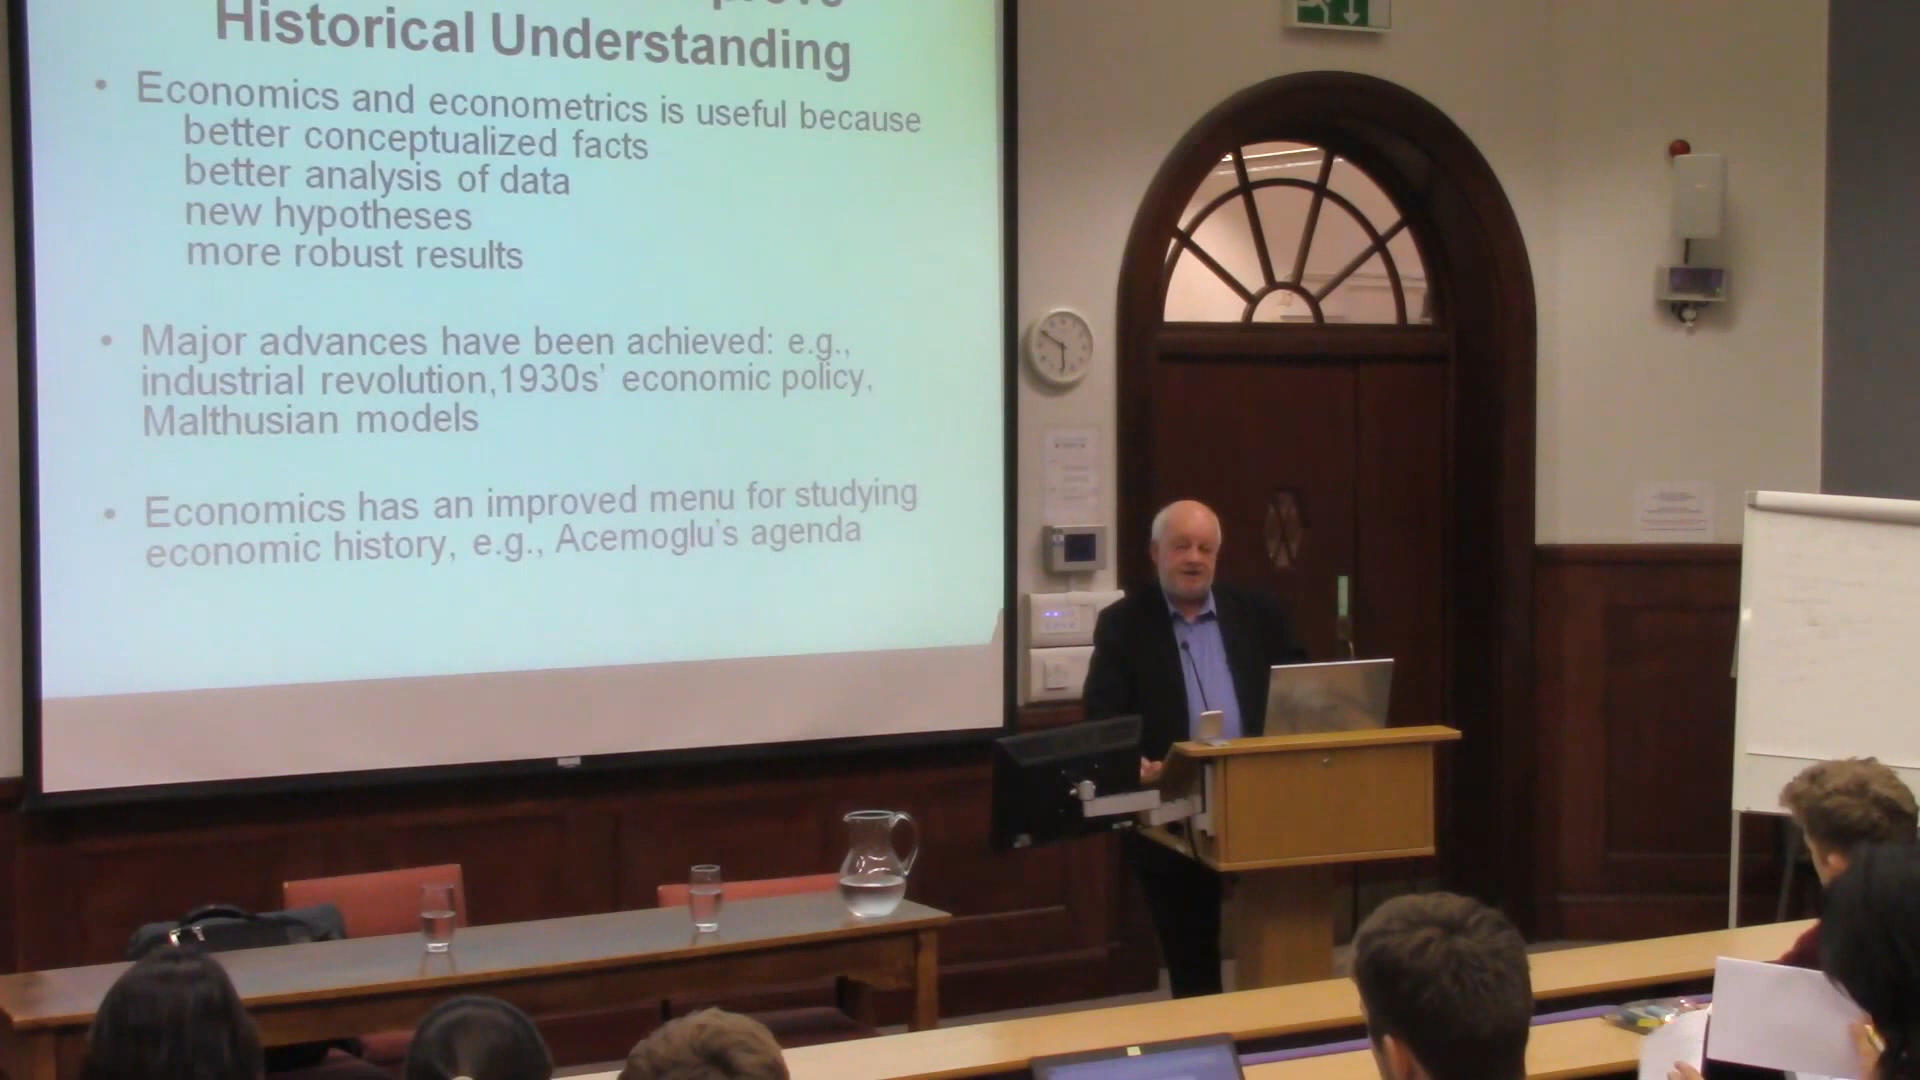 Historical Understanding
• Economics and econometrics is useful because
better conceptualized facts
better analysis of data
new hypotheses
more robust results
• Major advances have been achieved: e.g.,
industrial revolution,1930s' economic policy,
Malthusian models
• Economics has an improved menu for studying
economic history, e.g., Acemoglu's agenda